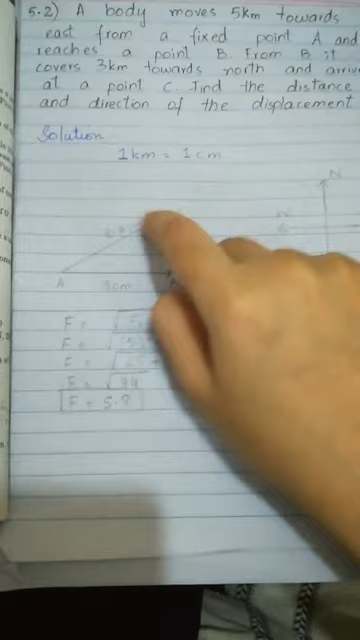 5.2) A body moves 5km towards
east from a fixed point A and
reaches a point B. From B it
covers 3km towards north and
at a point C. Find the distance
and direction of the displacement
Solution
1km = 1cm
N
A 5cm
F =
F =
F =
F = √34
F = 5.8